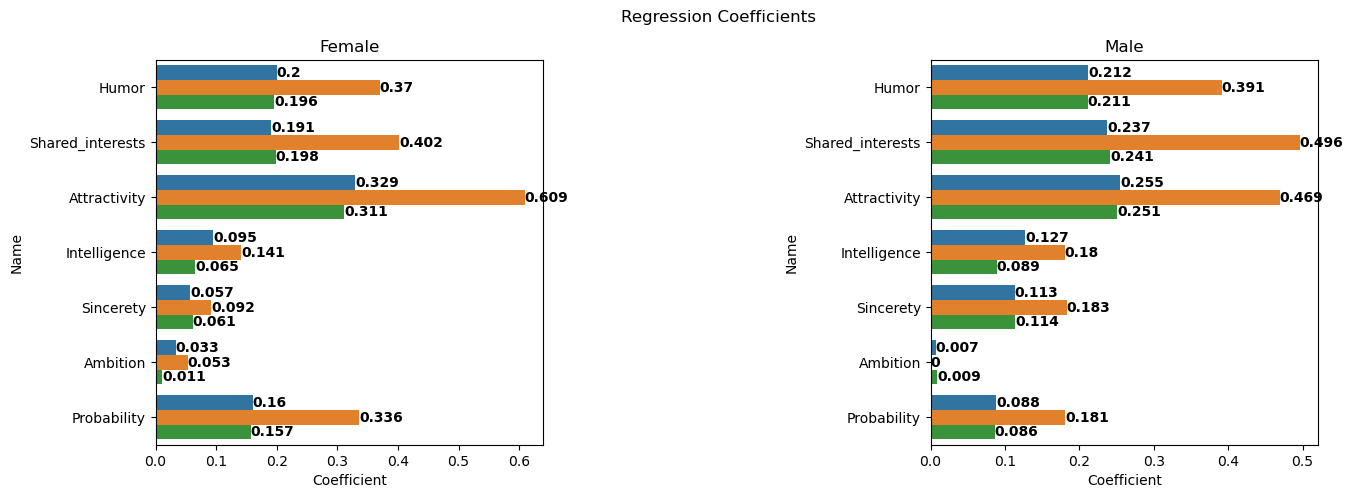 Regression Coefficients
Female
Humor
0.2
0.37
0.196
Shared_interests
0.191
0.402
0.198
Attractivity
0.329
0.609
0.311
Intelligence
0.095
0.141
0.065
Sincerety
0.057
0.092
0.061
Ambition
0.033
0.053
0.011
Probability
0.16
0.336
0.157
Name
0.0 0.1 0.2 0.3 0.4 0.5 0.6
Coefficient
Male
Humor
0.212
0.391
0.211
Shared_interests
0.237
0.496
0.241
Attractivity
0.255
0.469
0.251
Intelligence
0.127
0.18
0.089
Sincerety
0.113
0.183
0.114
Ambition
0.007
0
0.009
Probability
0.088
0.181
0.086
Name
0.0 0.1 0.2 0.3 0.4 0.5
Coefficient